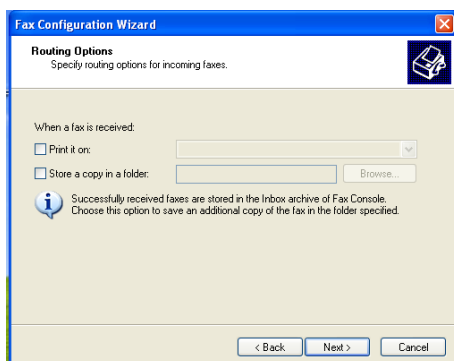 Fax Configuration Wizard
Routing Options
Specify routing options for incoming faxes.
When a fax is received:
Print it on:
Store a copy in a folder:
Browse...
Successfully received faxes are stored in the Inbox archive of Fax Console.
Choose this option to save an additional copy of the fax in the folder specified.
< Back
Next >
Cancel